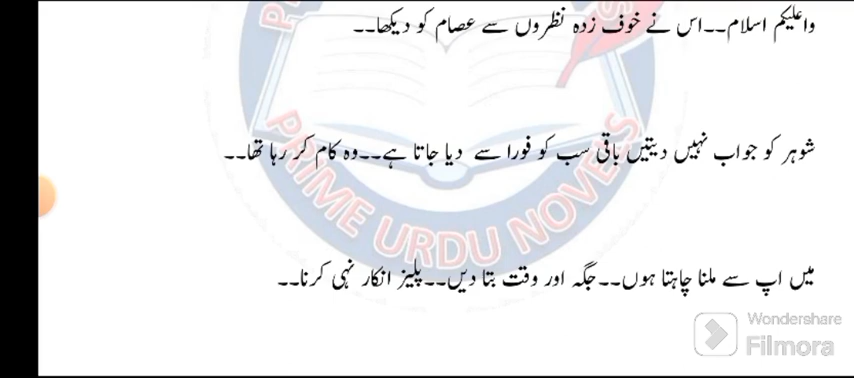 واعلیکم اسلام۔۔اس نے خوف زدہ نظروں سے عصام کو دیکھا۔۔
شوہر کو جواب نہیں دیتیں باقی سب کو فورا سے دیا جاتا ہے۔۔وہ کام کر رہا تھا۔۔
PRIME URDU NOVELS
میں اپ سے ملنا چاہتا ہوں۔۔جگہ اور وقت بتا دیں۔۔پلیز انکار نہی کرنا۔۔
Wondershare
Filmora